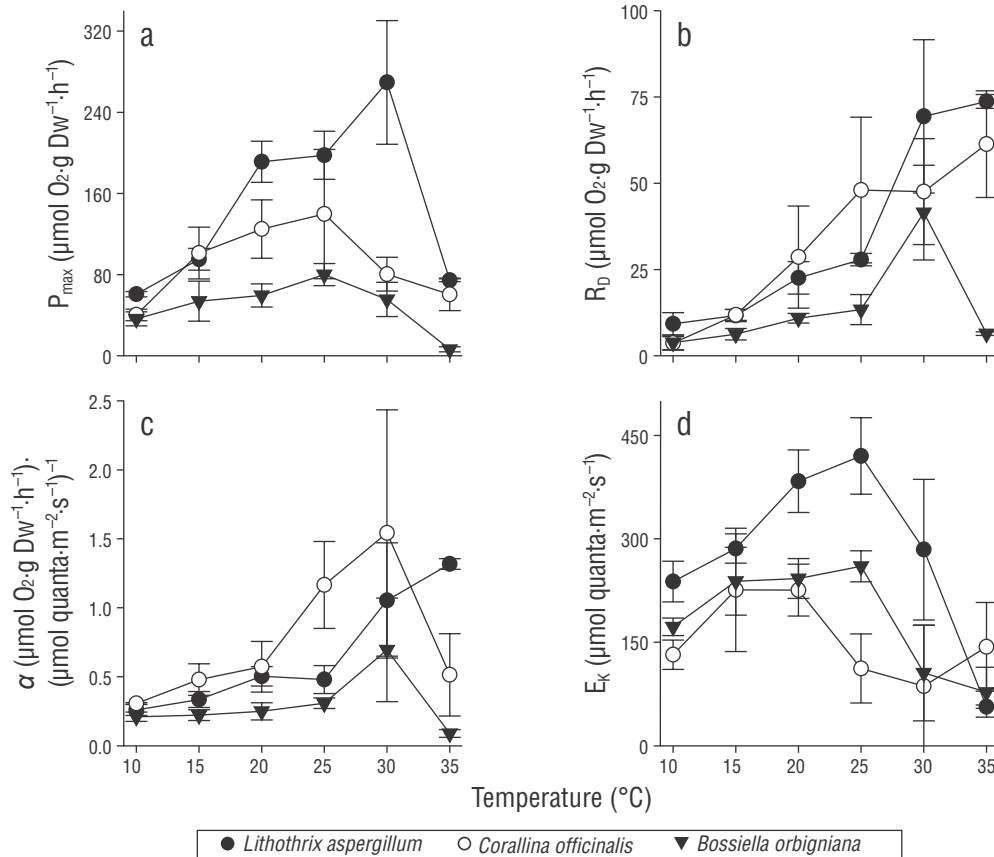 a
P_max (µmol O₂·g Dw⁻¹·h⁻¹)
320
240
160
80
0
b
R_D (µmol O₂·g Dw⁻¹·h⁻¹)
100
75
50
25
0
c
α (µmol O₂·g Dw⁻¹·h⁻¹)·
(µmol quanta·m⁻²·s⁻¹)⁻¹
2.5
2.0
1.5
1.0
0.5
0.0
10 15 20 25 30 35
d
E_K (µmol quanta·m⁻²·s⁻¹)
450
300
150
0
10 15 20 25 30 35
Temperature (°C)
Lithothrix aspergillum Corallina officinalis Bossiella orbigniana